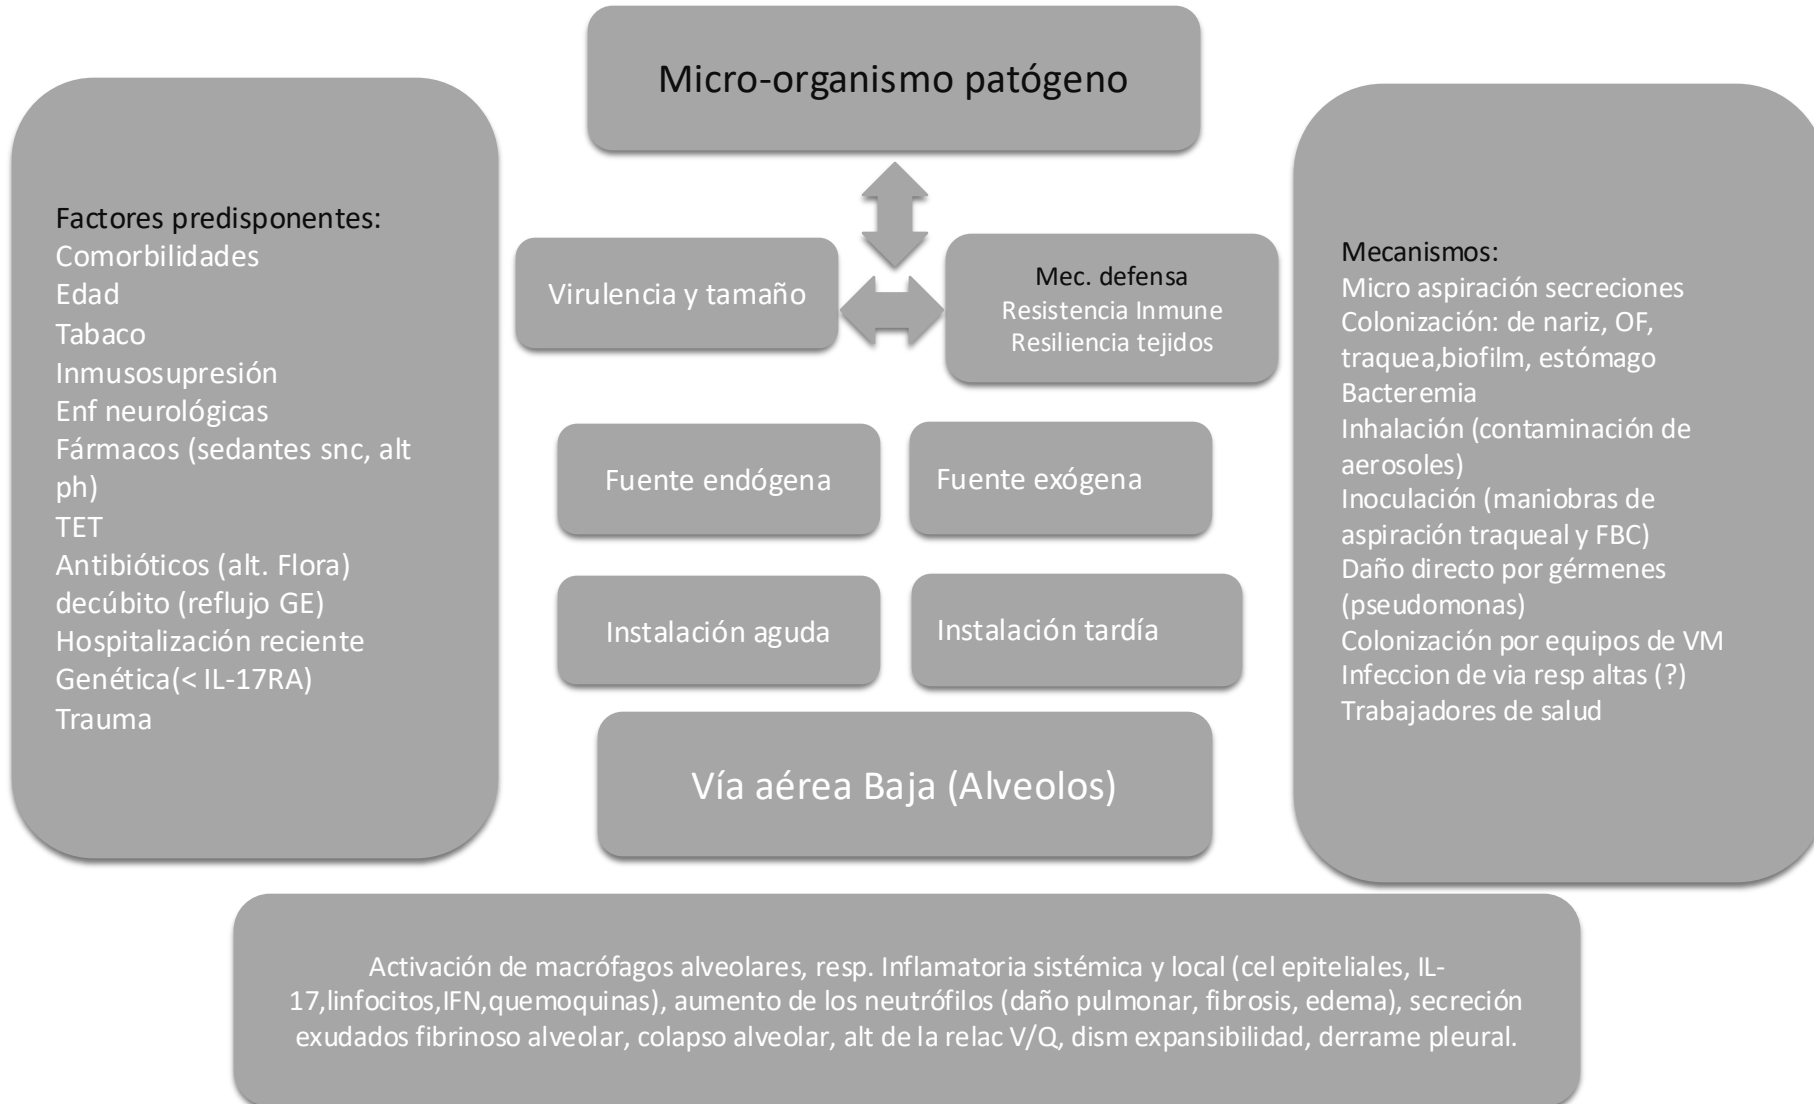 Micro-organismo patógeno
Factores predisponentes:
Comorbilidades
Edad
Tabaco
Inmusosupresión
Enf neurológicas
Fármacos (sedantes snc, alt
ph)
TET
Antibióticos (alt. Flora)
decúbito (reflujo GE)
Hospitalización reciente
Genética(< IL-17RA)
Trauma
Virulencia y tamaño
Mec. defensa
Resistencia Inmune
Resiliencia tejidos
Fuente endógena
Fuente exógena
Instalación aguda
Instalación tardía
Vía aérea Baja (Alveolos)
Mecanismos:
Micro aspiración secreciones
Colonización: de nariz, OF,
traquea,biofilm, estómago
Bacteremia
Inhalación (contaminación de
aerosoles)
Inoculación (maniobras de
aspiración traqueal y FBC)
Daño directo por gérmenes
(pseudomonas)
Colonización por equipos de VM
Infeccion de via resp altas (?)
Trabajadores de salud
Activación de macrófagos alveolares, resp. Inflamatoria sistémica y local (cel epiteliales, IL-
17,linfocitos,IFN,quemoquinas), aumento de los neutrófilos (daño pulmonar, fibrosis, edema), secreción
exudados fibrinoso alveolar, colapso alveolar, alt de la relac V/Q, dism expansibilidad, derrame pleural.